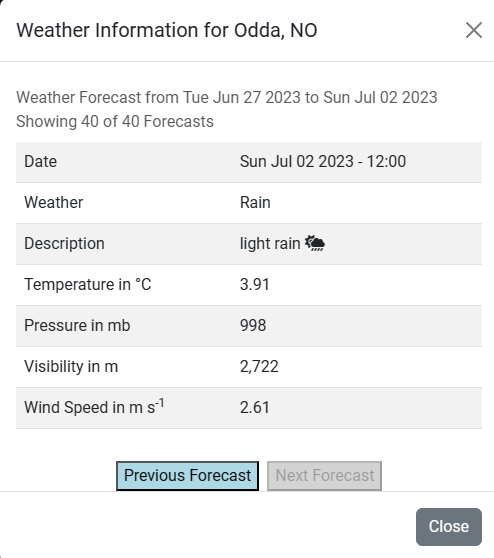 Weather Information for Odda, NO
Weather Forecast from Tue Jun 27 2023 to Sun Jul 02 2023
Showing 40 of 40 Forecasts
Date Sun Jul 02 2023 - 12:00
Weather Rain
Description light rain
Temperature in °C 3.91
Pressure in mb 998
Visibility in m 2,722
Wind Speed in m s⁻¹ 2.61
Previous Forecast Next Forecast
Close